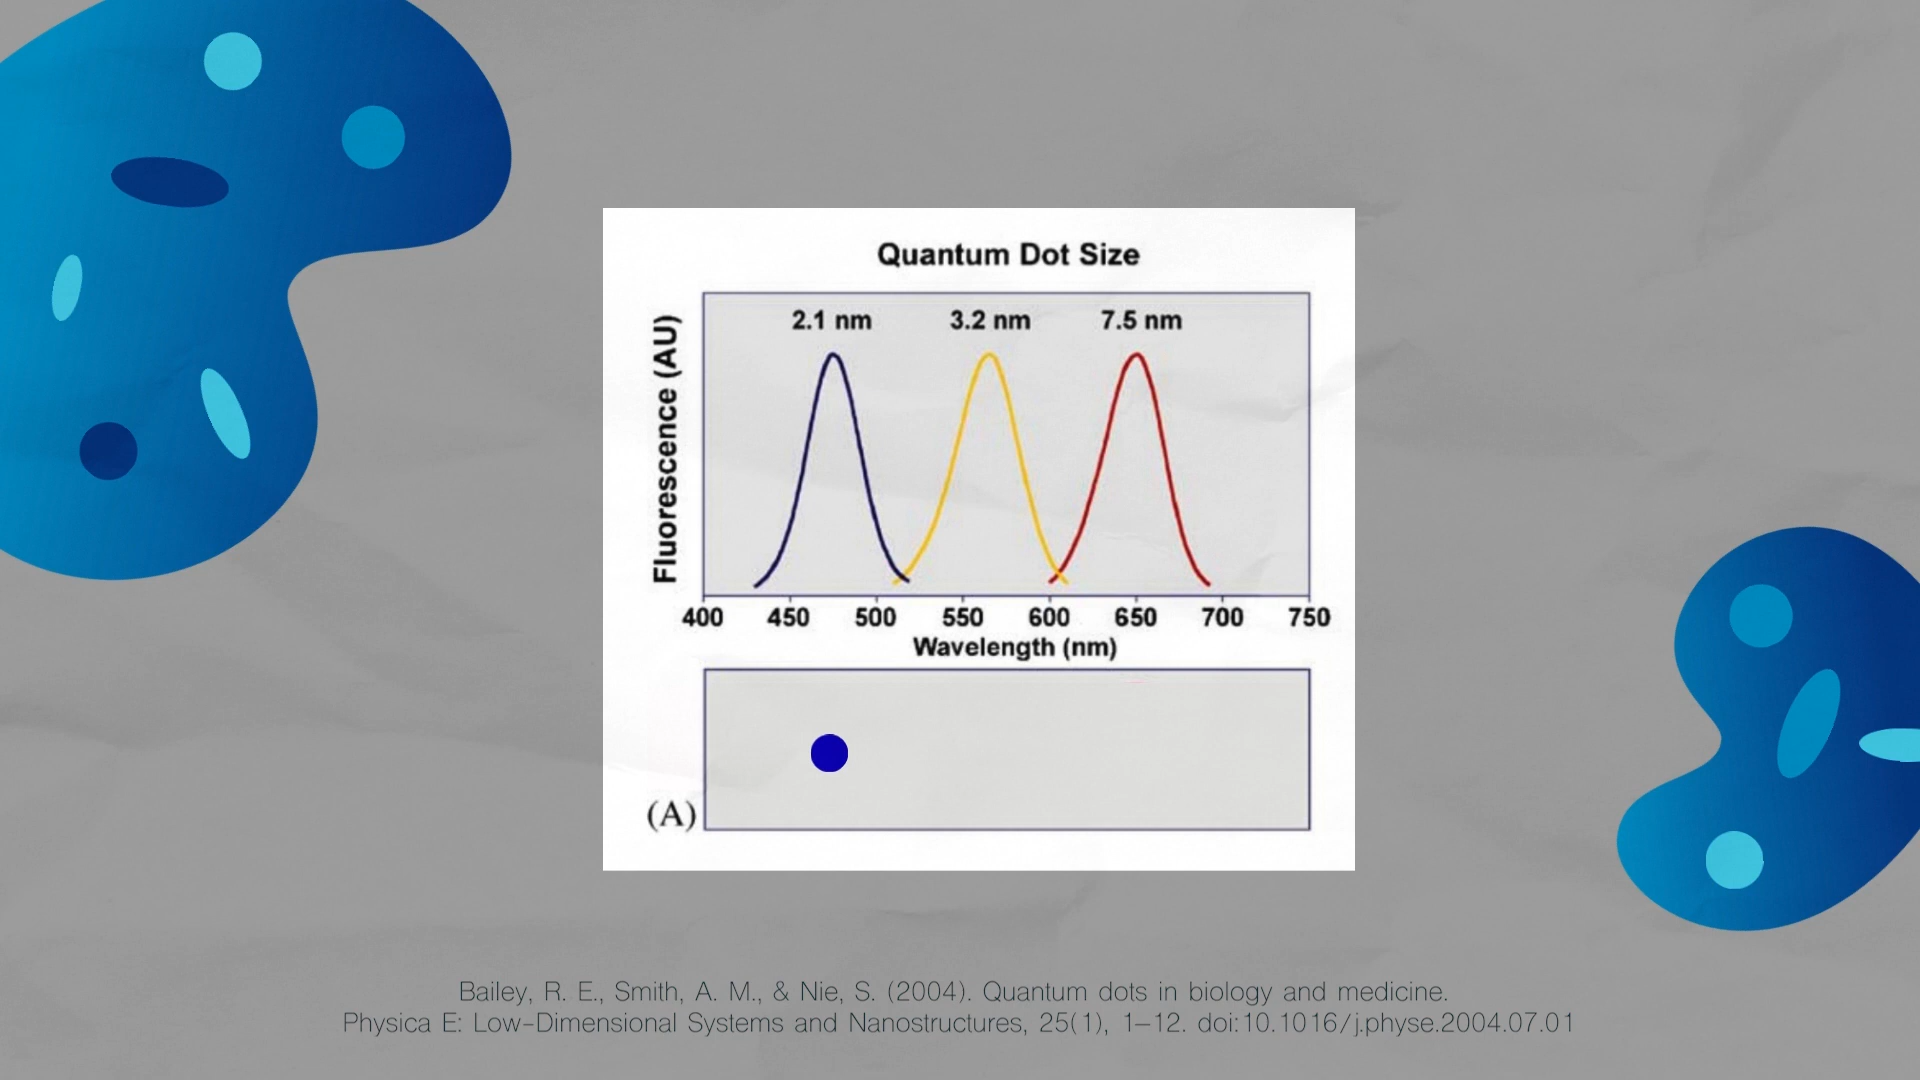 Quantum Dot Size
2.1 nm 3.2 nm 7.5 nm
Fluorescence (AU)
400 450 500 550 600 650 700 750
Wavelength (nm)
(A)
Bailey, R. E., Smith, A. M., & Nie, S. (2004). Quantum dots in biology and medicine.
Physica E: Low-Dimensional Systems and Nanostructures, 25(1), 1–12. doi:10.1016/j.physe.2004.07.01